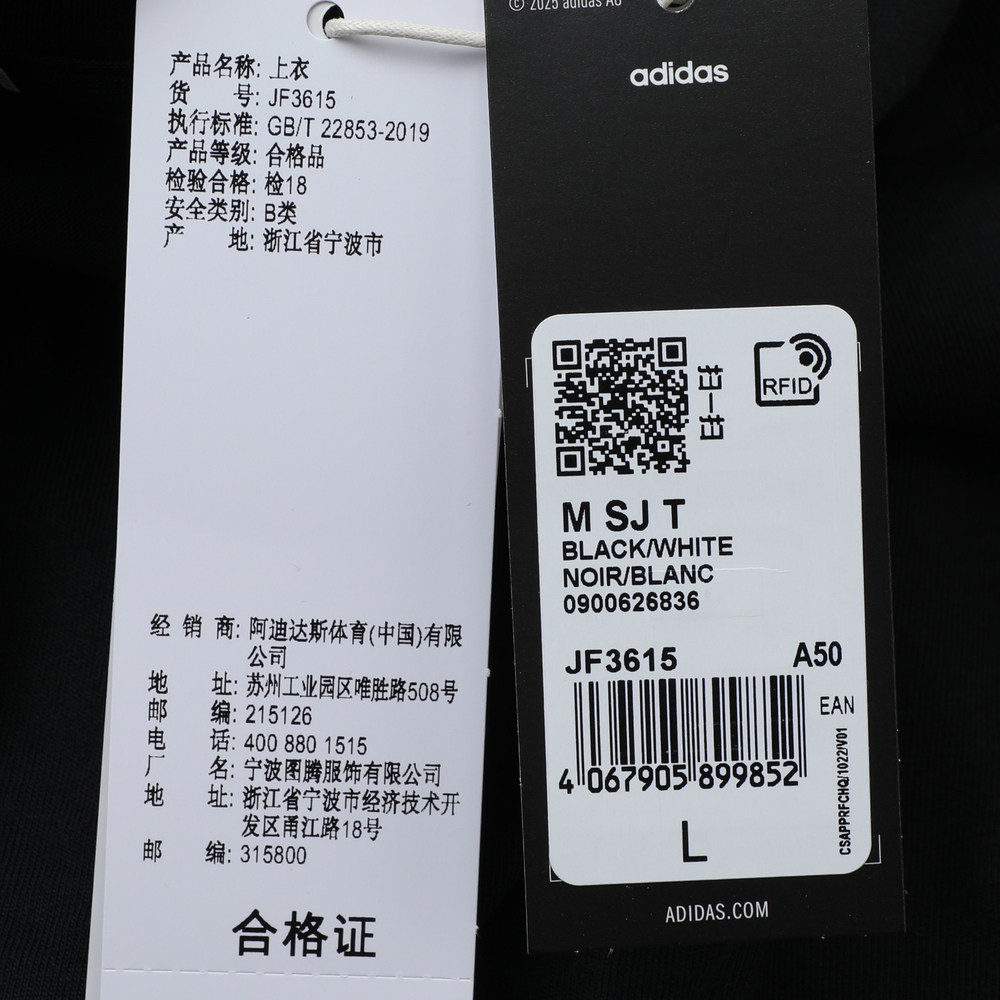 产品名称: 上衣
货 号: JF3615
执行标准: GB/T 22853-2019
产品等级: 合格品
检验合格: 检18
安全类别: B类
产 地: 浙江省宁波市
经 销 商: 阿迪达斯体育(中国)有限
公司
地 址: 苏州工业园区唯胜路508号
邮 编: 215126
电 话: 400 880 1515
厂 名: 宁波图腾服饰有限公司
地 址: 浙江省宁波市经济技术开
发区甬江路18号
邮 编: 315800
合格证
© 2025 adidas AG
adidas
扫一扫
RFID
M SJ T
BLACK/WHITE
NOIR/BLANC
0900626836
JF3615 A50
EAN
4 067905 899852
CSAPPRFCHQ/1022/V01
L
ADIDAS.COM